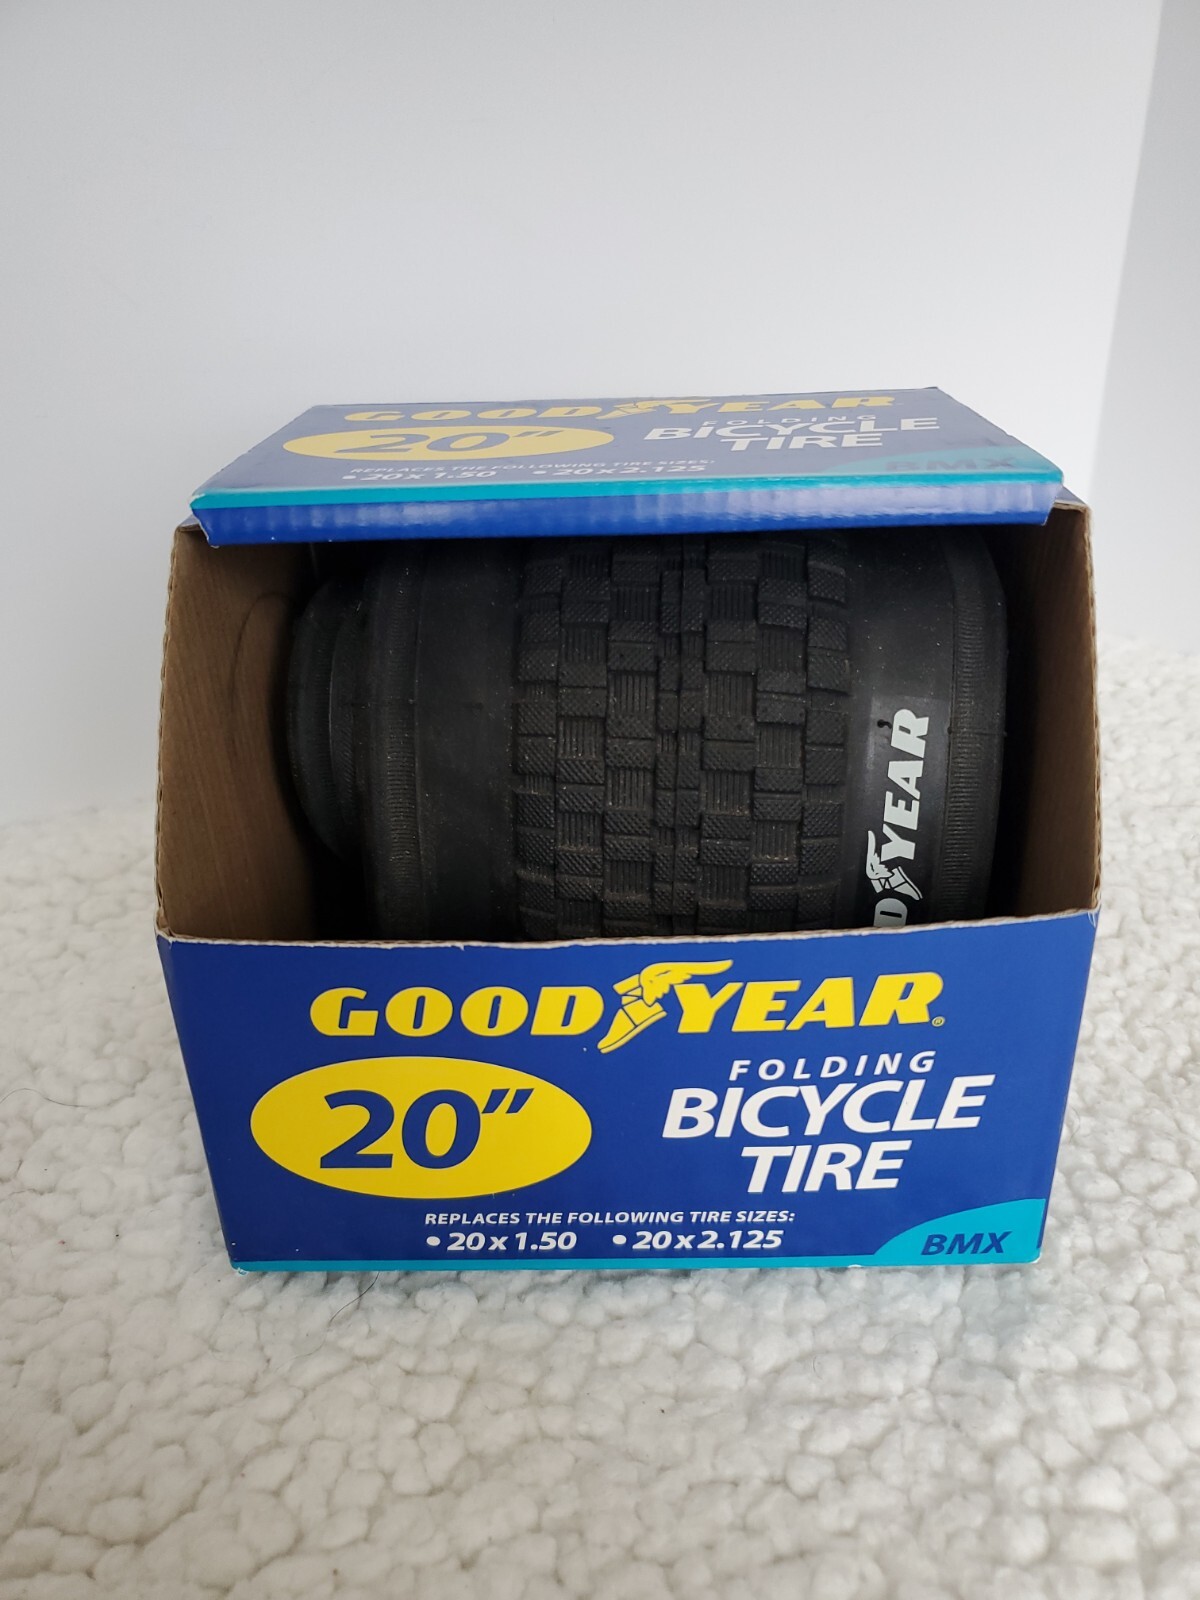 GOODYEAR
20"
FOLDING
BICYCLE
TIRE
REPLACES THE FOLLOWING TIRE SIZES:
• 20 x 1.50 • 20 x 2.125
BMX
D YEAR
GOODYEAR®
20"
FOLDING
BICYCLE
TIRE
REPLACES THE FOLLOWING TIRE SIZES:
• 20 x 1.50 • 20 x 2.125
BMX